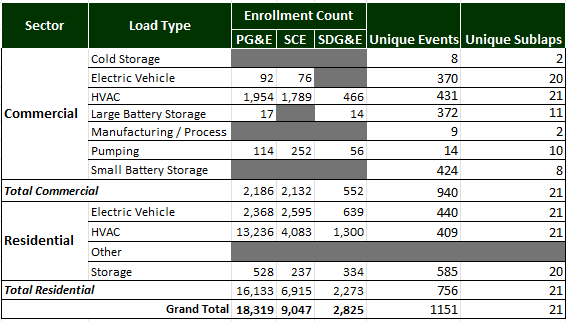 Sector Load Type Enrollment Count Unique Events Unique Sublaps
PG&E SCE SDG&E
Commercial
Cold Storage 8 2
Electric Vehicle 92 76 370 20
HVAC 1,954 1,789 466 431 21
Large Battery Storage 17 14 372 11
Manufacturing / Process 9 2
Pumping 114 252 56 14 10
Small Battery Storage 424 8
Total Commercial 2,186 2,132 552 940 21
Residential
Electric Vehicle 2,368 2,595 639 440 21
HVAC 13,236 4,083 1,300 409 21
Other
Storage 528 237 334 585 20
Total Residential 16,133 6,915 2,273 756 21
Grand Total 18,319 9,047 2,825 1151 21